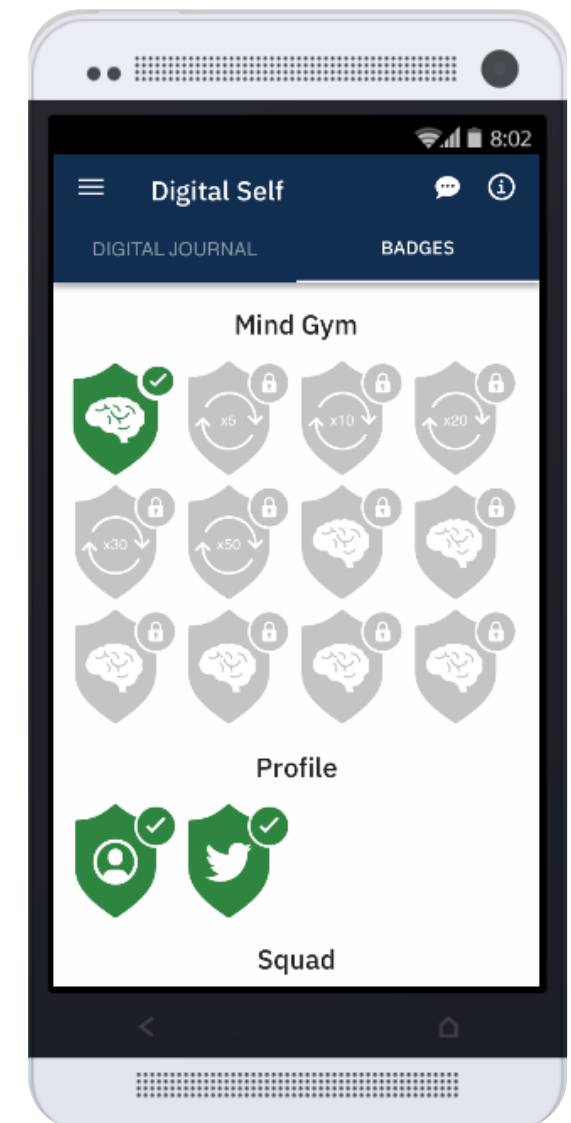 8:02
Digital Self
DIGITAL JOURNAL BADGES
Mind Gym
x5 x10 x20
x30 x50
Profile
Squad